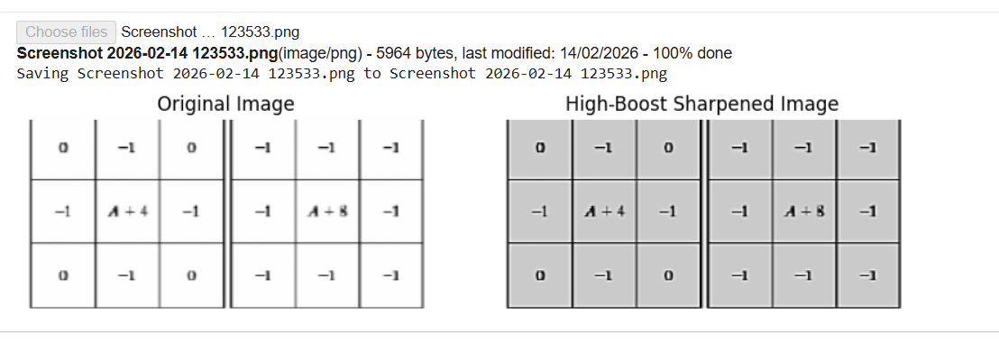 Choose files Screenshot ... 123533.png
Screenshot 2026-02-14 123533.png(image/png) - 5964 bytes, last modified: 14/02/2026 - 100% done
Saving Screenshot 2026-02-14 123533.png to Screenshot 2026-02-14 123533.png
Original Image High-Boost Sharpened Image
0 −1 0 −1 −1 −1 0 −1 0 −1 −1 −1
−1 A + 4 −1 −1 A + 8 −1 −1 A + 4 −1 −1 A + 8 −1
0 −1 0 −1 −1 −1 0 −1 0 −1 −1 −1